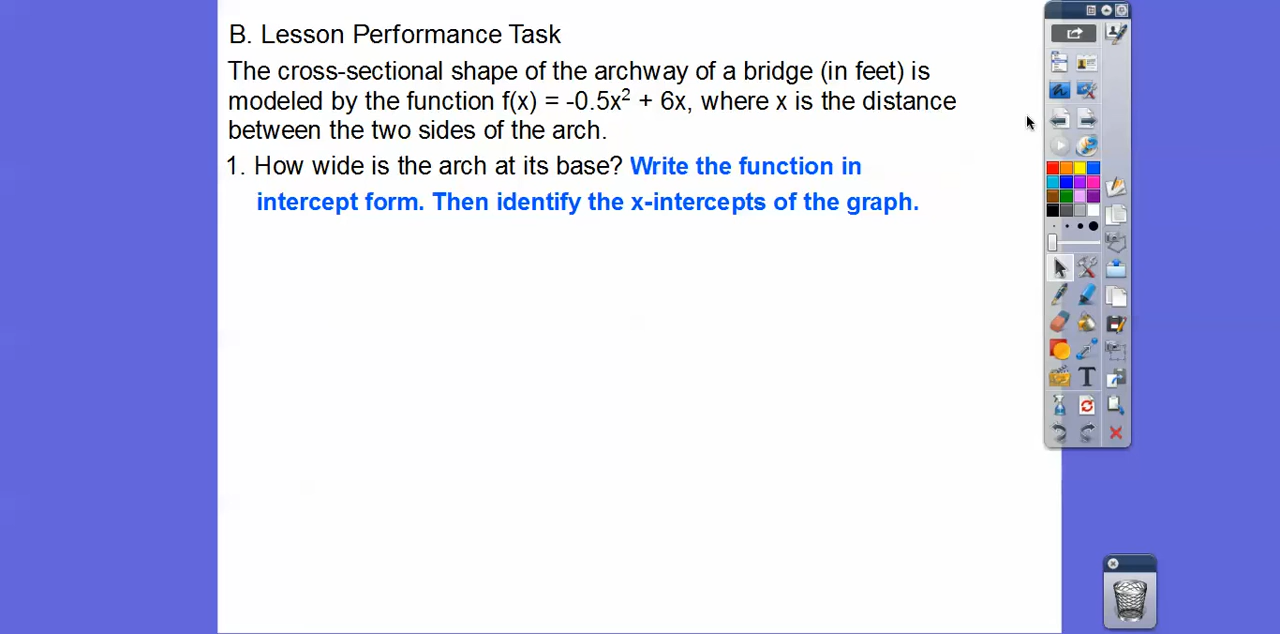 B. Lesson Performance Task
The cross-sectional shape of the archway of a bridge (in feet) is
modeled by the function f(x) = -0.5x² + 6x, where x is the distance
between the two sides of the arch.
1. How wide is the arch at its base? Write the function in
intercept form. Then identify the x-intercepts of the graph.
T